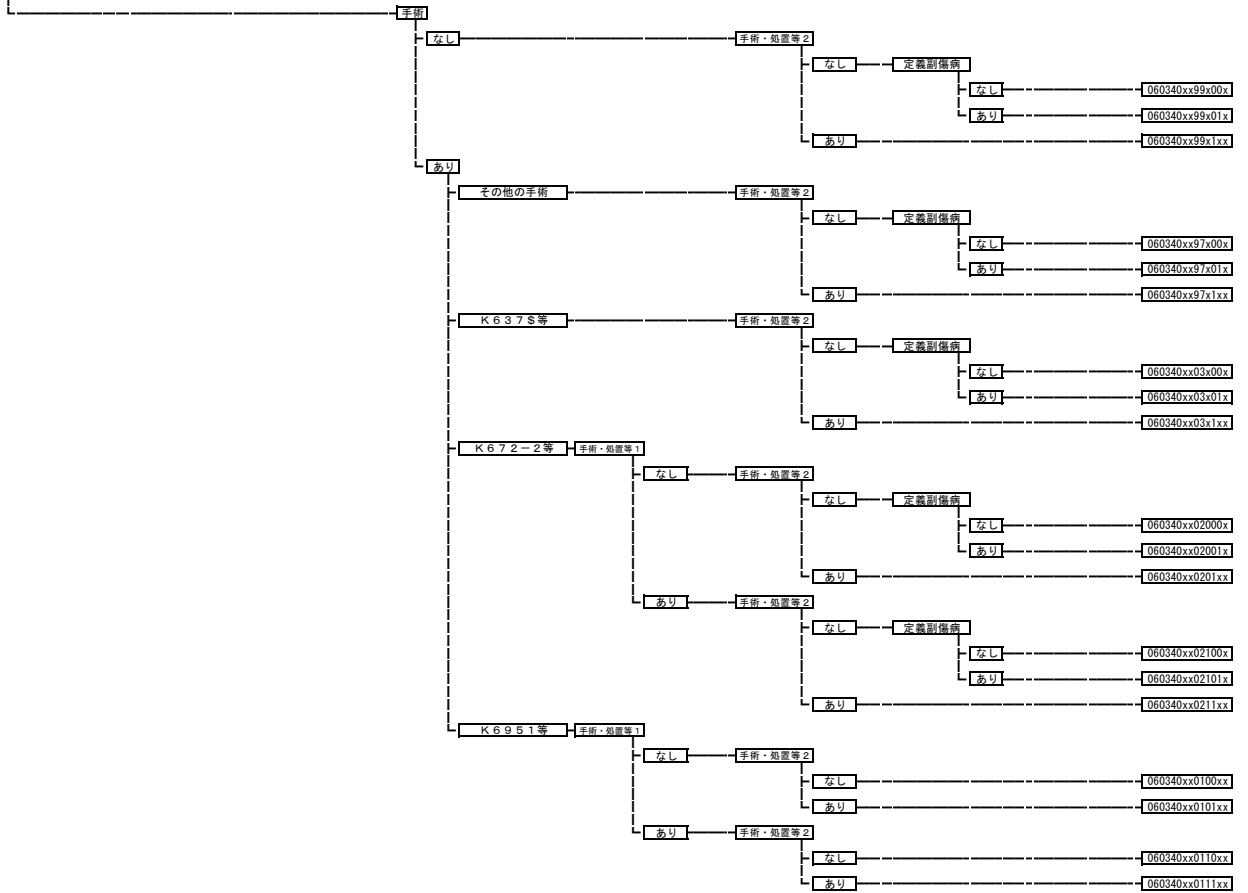 手術
なし 手術・処置等2
なし 定義副傷病
なし 060340xx99x00x
あり 060340xx99x01x
あり 060340xx99x1xx
あり
その他の手術 手術・処置等2
なし 定義副傷病
なし 060340xx97x00x
あり 060340xx97x01x
あり 060340xx97x1xx
K637$等 手術・処置等2
なし 定義副傷病
なし 060340xx03x00x
あり 060340xx03x01x
あり 060340xx03x1xx
K672-2等 手術・処置等1
なし 手術・処置等2
なし 定義副傷病
なし 060340xx02000x
あり 060340xx02001x
あり 060340xx0201xx
あり 手術・処置等2
なし 定義副傷病
なし 060340xx02100x
あり 060340xx02101x
あり 060340xx0211xx
K6951等 手術・処置等1
なし 手術・処置等2
なし 060340xx0100xx
あり 060340xx0101xx
あり 手術・処置等2
なし 060340xx0110xx
あり 060340xx0111xx